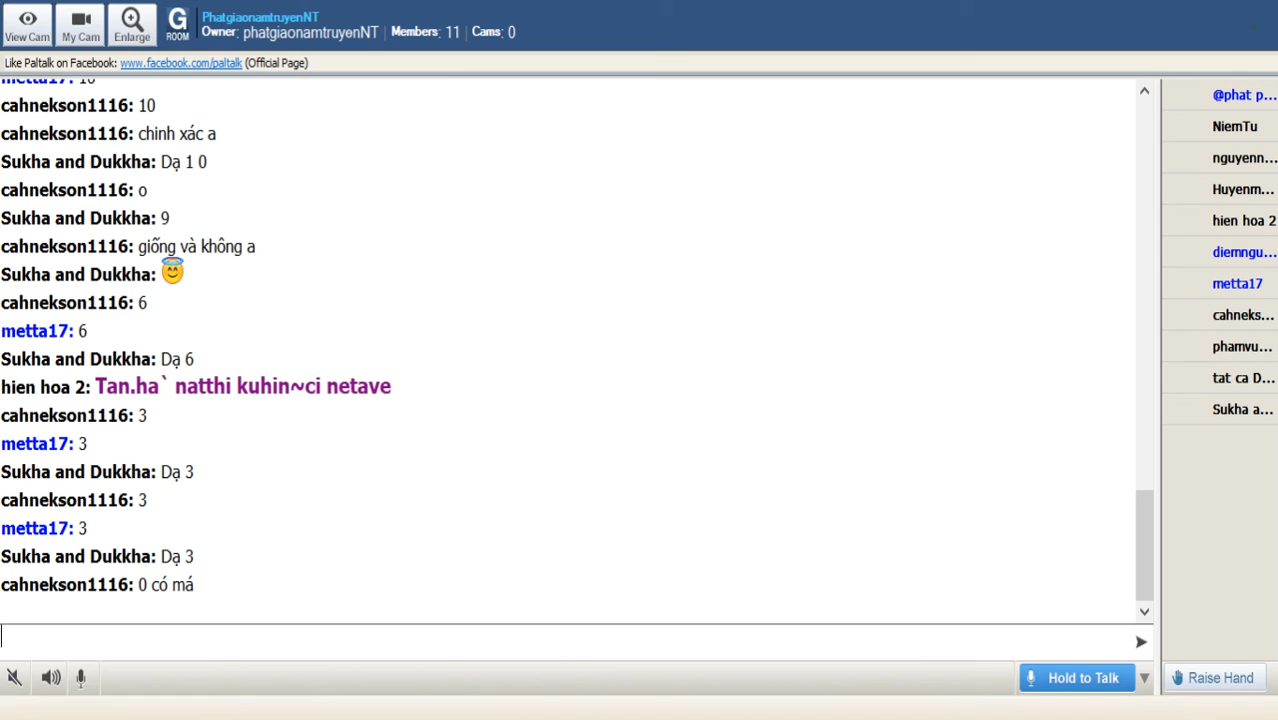 View Cam
My Cam
Enlarge
G
ROOM
PhatgiaonamtruyenNT
Owner: phatgiaonamtruyenNT Members: 11 Cams: 0
Like Paltalk on Facebook: www.facebook.com/paltalk (Official Page)
metta17: 10
cahnekson1116: 10
cahnekson1116: chinh xác a
Sukha and Dukkha: Dạ 1 0
cahnekson1116: o
Sukha and Dukkha: 9
cahnekson1116: giống và không a
Sukha and Dukkha:
cahnekson1116: 6
metta17: 6
Sukha and Dukkha: Dạ 6
hien hoa 2: Tan.ha` natthi kuhin~ci netave
cahnekson1116: 3
metta17: 3
Sukha and Dukkha: Dạ 3
cahnekson1116: 3
metta17: 3
Sukha and Dukkha: Dạ 3
cahnekson1116: 0 có má
@phat p...
NiemTu
nguyenn...
Huyenm...
hien hoa 2
diemngu...
metta17
cahneks...
phamvu...
tat ca D...
Sukha a...
Hold to Talk
Raise Hand